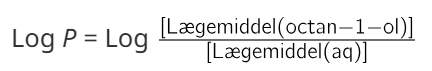 Log P = Log [Lægemiddel(octan−1−ol)] / [Lægemiddel(aq)]